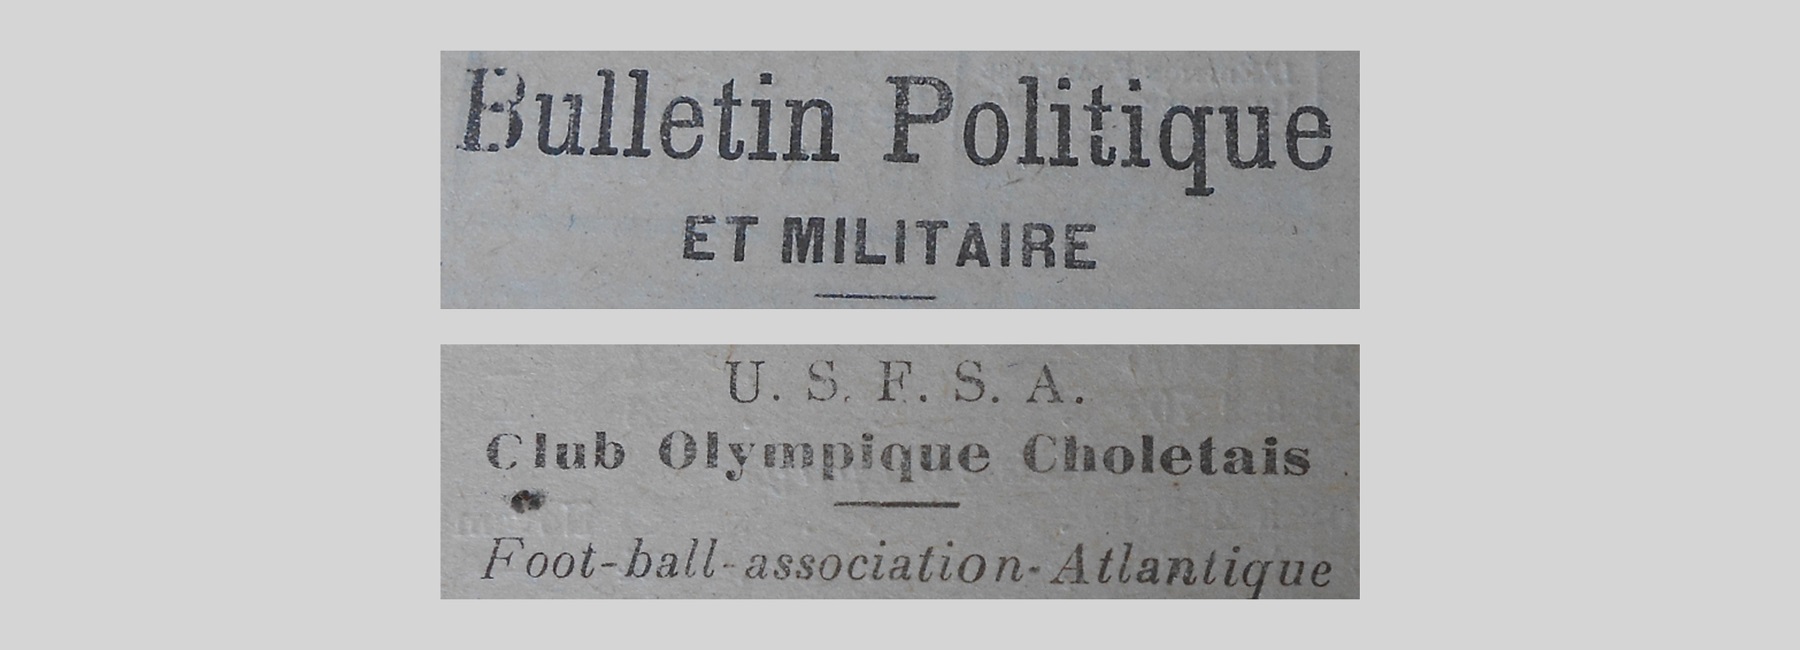 Bulletin Politique
ET MILITAIRE
U. S. F. S. A.
Club Olympique Choletais
Foot-ball-association-Atlantique